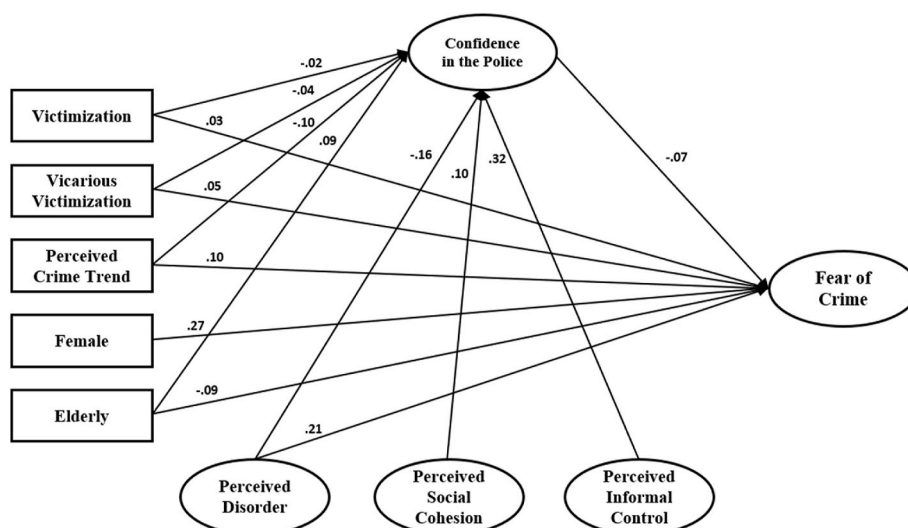 Confidence
in the Police
-.02
-.04
-.10
.09
Victimization
.03
-.16
.10
.32
-.07
Vicarious
Victimization
.05
Perceived
Crime Trend
.10
Fear of
Crime
Female
.27
Elderly
-.09
.21
Perceived
Disorder
Perceived
Social
Cohesion
Perceived
Informal
Control